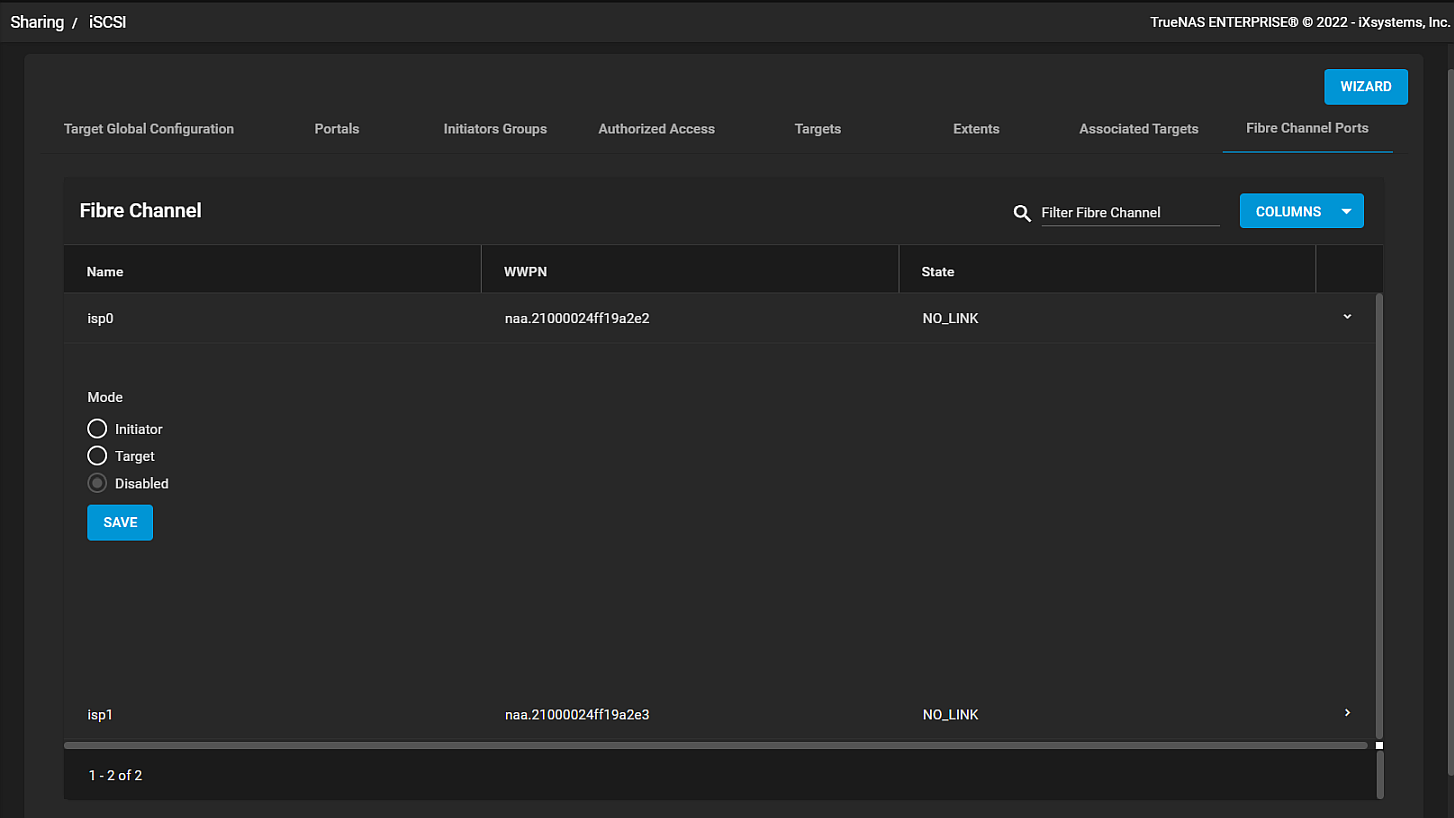 Sharing / iSCSI
TrueNAS ENTERPRISE® © 2022 - iXsystems, Inc.
WIZARD
Target Global Configuration Portals Initiators Groups Authorized Access Targets Extents Associated Targets Fibre Channel Ports
Fibre Channel
Filter Fibre Channel
COLUMNS
Name WWPN State
isp0 naa.21000024ff19a2e2 NO_LINK
Mode
Initiator
Target
Disabled
SAVE
isp1 naa.21000024ff19a2e3 NO_LINK
1 - 2 of 2